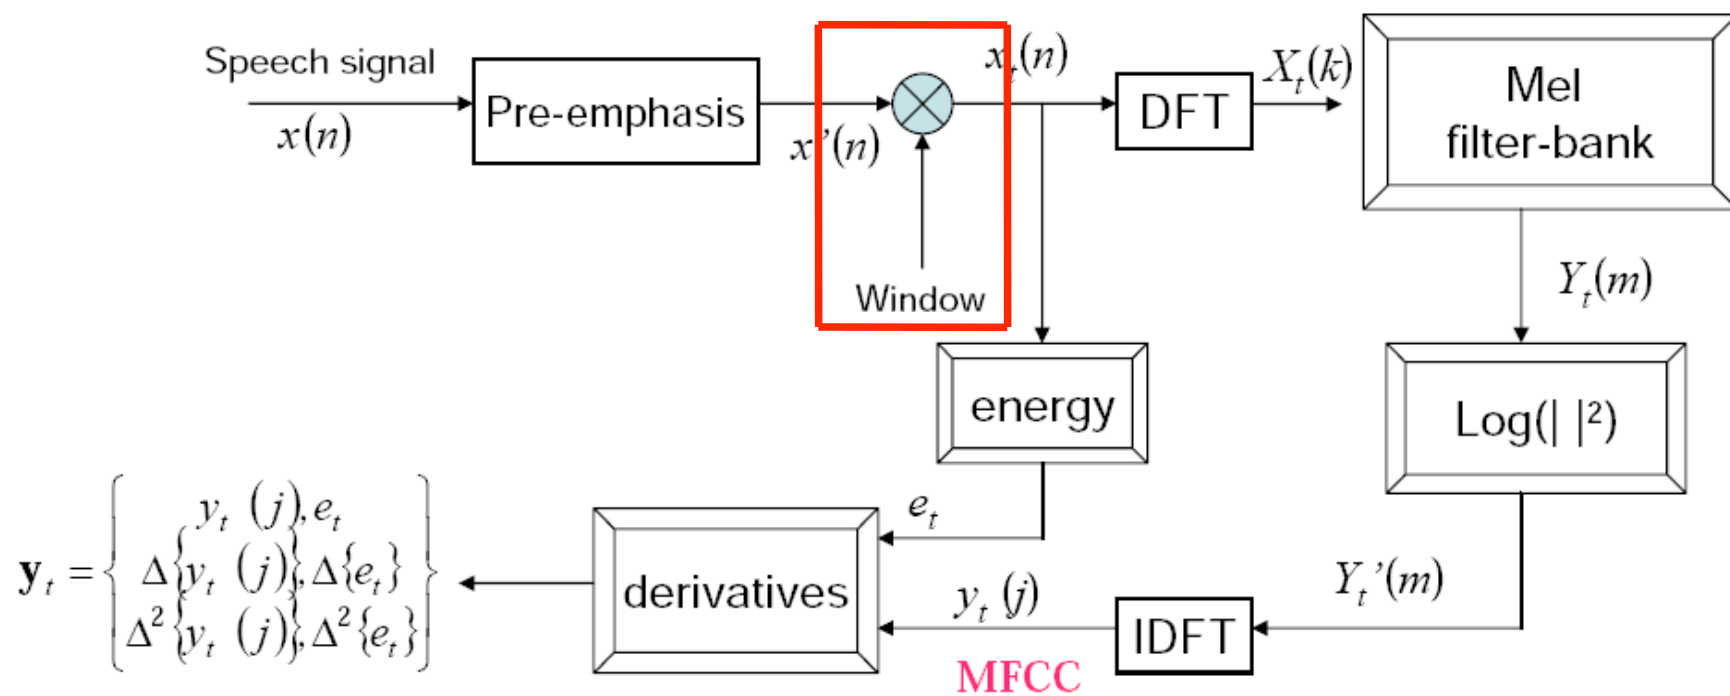 Speech signal
x(n)
Pre-emphasis
x'(n)
Window
x_t(n)
DFT
X_t(k)
Mel
filter-bank
Y_t(m)
Log(| |²)
Y_t'(m)
IDFT
y_t (j)
MFCC
energy
e_t
derivatives
y_t = { y_t (j), e_t
Δ{y_t (j)}, Δ{e_t}
Δ²{y_t (j)}, Δ²{e_t} }